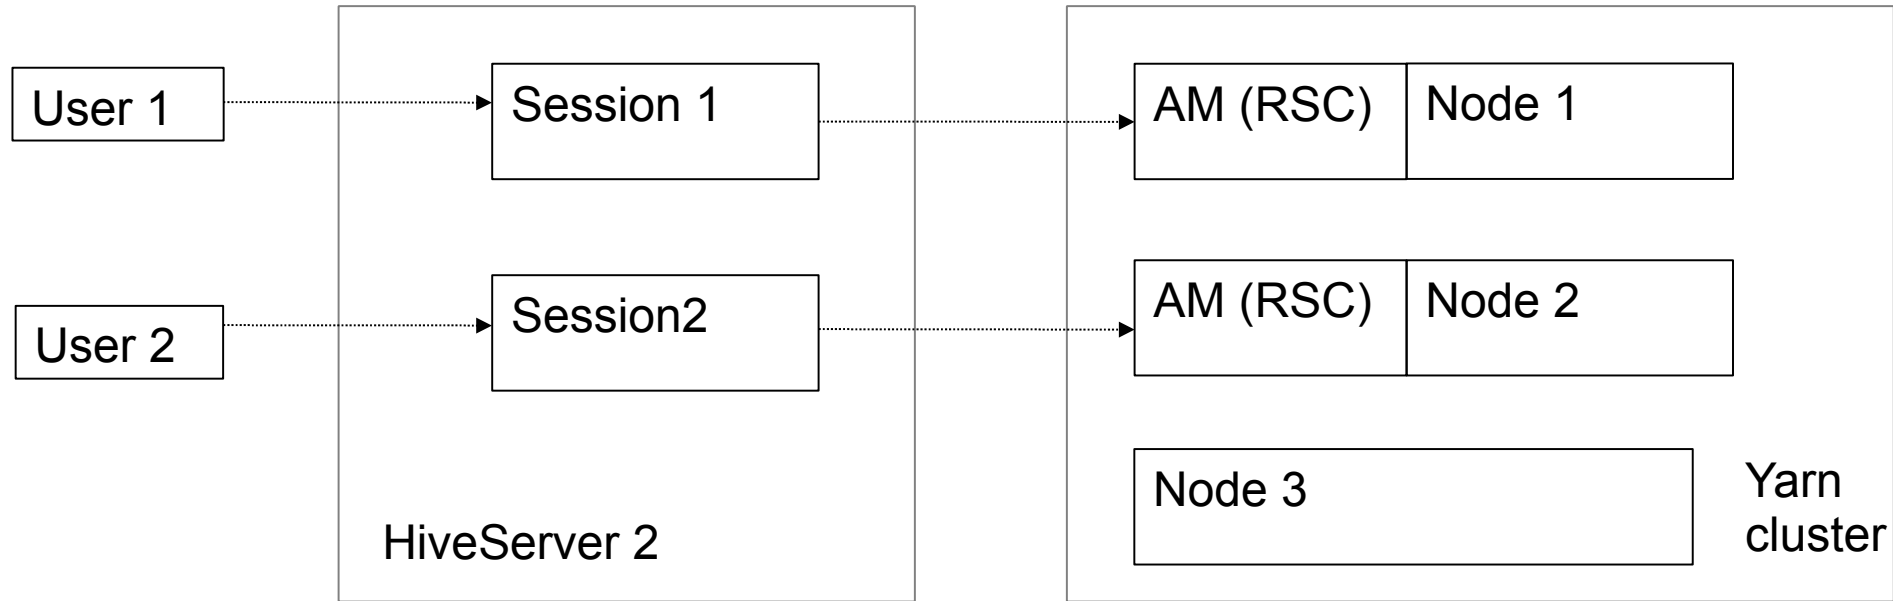 User 1
Session 1
AM (RSC)
Node 1
User 2
Session2
AM (RSC)
Node 2
Node 3
HiveServer 2
Yarn
cluster